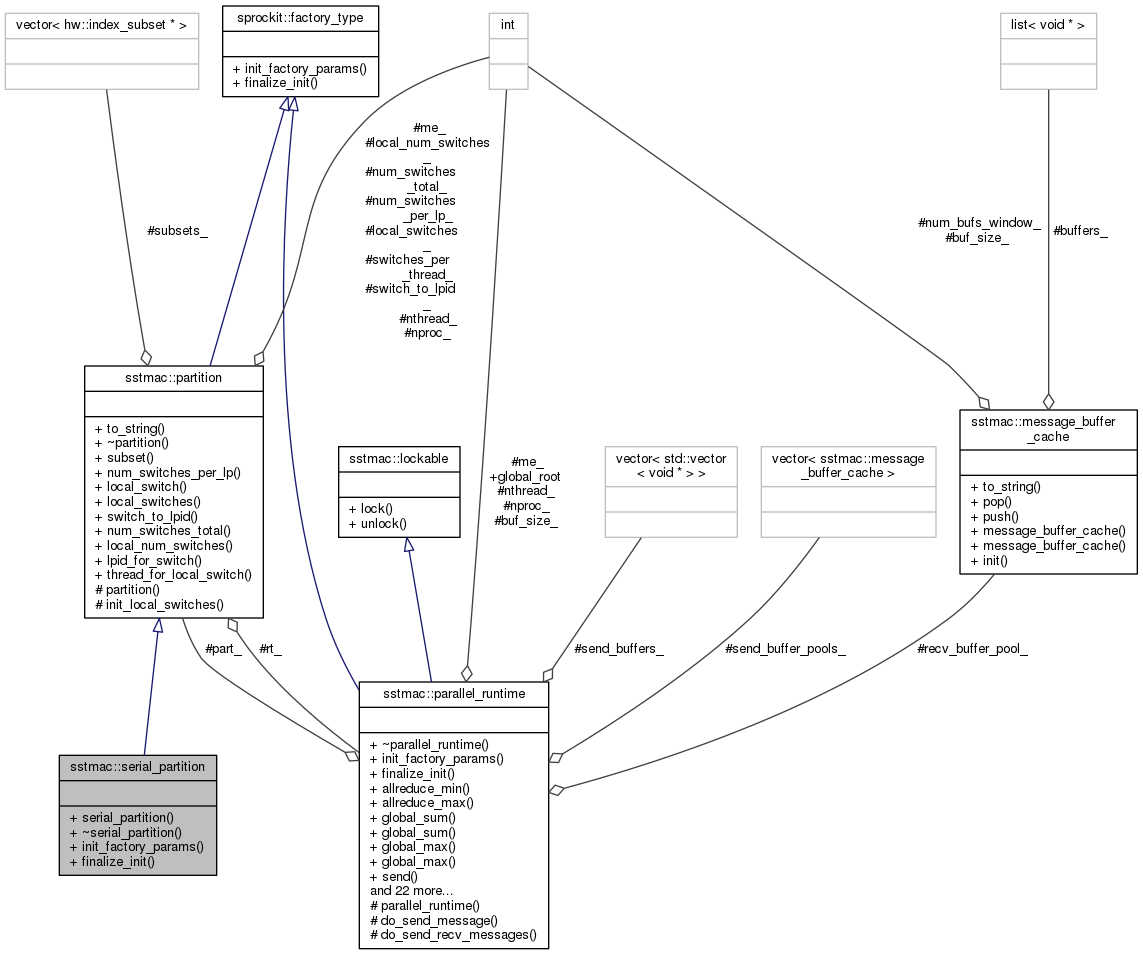 vector< hw::index_subset * >
sprockit::factory_type
+ init_factory_params()
+ finalize_init()
int
list< void * >
#me_
#local_num_switches
_
#num_switches
_total_
#num_switches
_per_lp_
#local_switches
_
#switches_per
_thread_
#switch_to_lpid
_
#nthread_
#nproc_
#subsets_
#num_bufs_window_
#buf_size_
#buffers_
sstmac::partition
+ to_string()
+ ~partition()
+ subset()
+ num_switches_per_lp()
+ local_switch()
+ local_switches()
+ switch_to_lpid()
+ num_switches_total()
+ local_num_switches()
+ lpid_for_switch()
+ thread_for_local_switch()
# partition()
# init_local_switches()
sstmac::lockable
+ lock()
+ unlock()
#me_
+global_root
#nthread_
#nproc_
#buf_size_
vector< std::vector
< void * > >
vector< sstmac::message
_buffer_cache >
sstmac::message_buffer
_cache
+ to_string()
+ pop()
+ push()
+ message_buffer_cache()
+ message_buffer_cache()
+ init()
#part_
#rt_
#send_buffers_
#send_buffer_pools_
#recv_buffer_pool_
sstmac::serial_partition
+ serial_partition()
+ ~serial_partition()
+ init_factory_params()
+ finalize_init()
sstmac::parallel_runtime
+ ~parallel_runtime()
+ init_factory_params()
+ finalize_init()
+ allreduce_min()
+ allreduce_max()
+ global_sum()
+ global_sum()
+ global_max()
+ global_max()
+ send()
and 22 more...
# parallel_runtime()
# do_send_message()
# do_send_recv_messages()